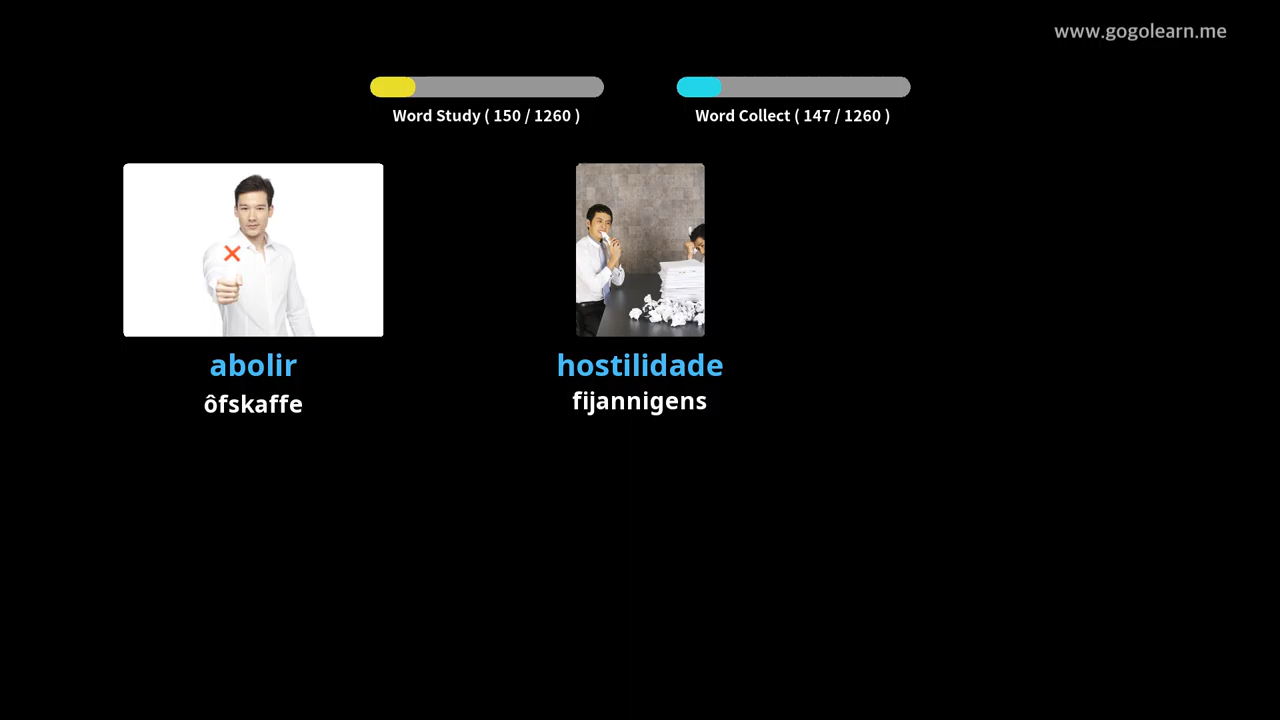 www.gogolearn.me
Word Study ( 150 / 1260 )
Word Collect ( 147 / 1260 )
abolir
ôfskaffe
hostilidade
fijannigens